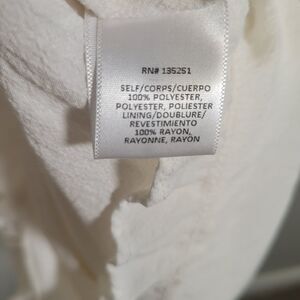 RN# 135251
SELF/CORPS/CUERPO
100% POLYESTER,
POLYESTER, POLIESTER
LINING/DOUBLURE/
REVESTIMIENTO
100% RAYON,
RAYONNE, RAYON